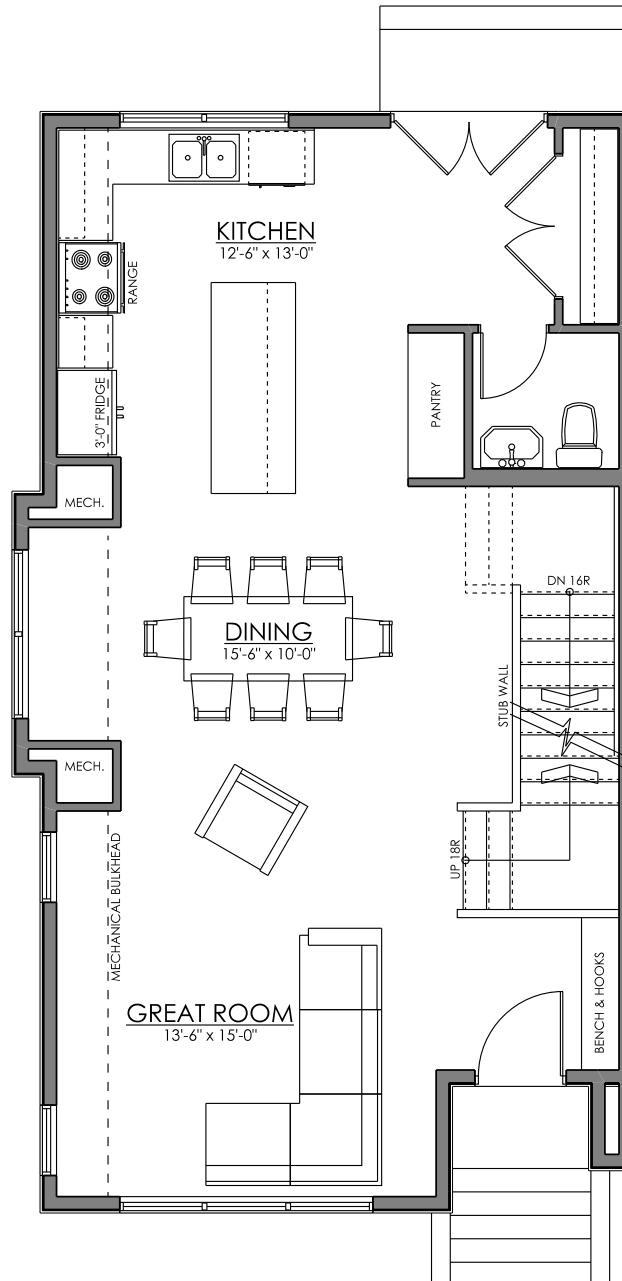 KITCHEN
12'-6" x 13'-0"
RANGE
3'-0" FRIDGE
PANTRY
MECH.
DN 16R
DINING
15'-6" x 10'-0"
STUB WALL
MECH.
UP 18R
MECHANICAL BULKHEAD
GREAT ROOM
13'-6" x 15'-0"
BENCH & HOOKS